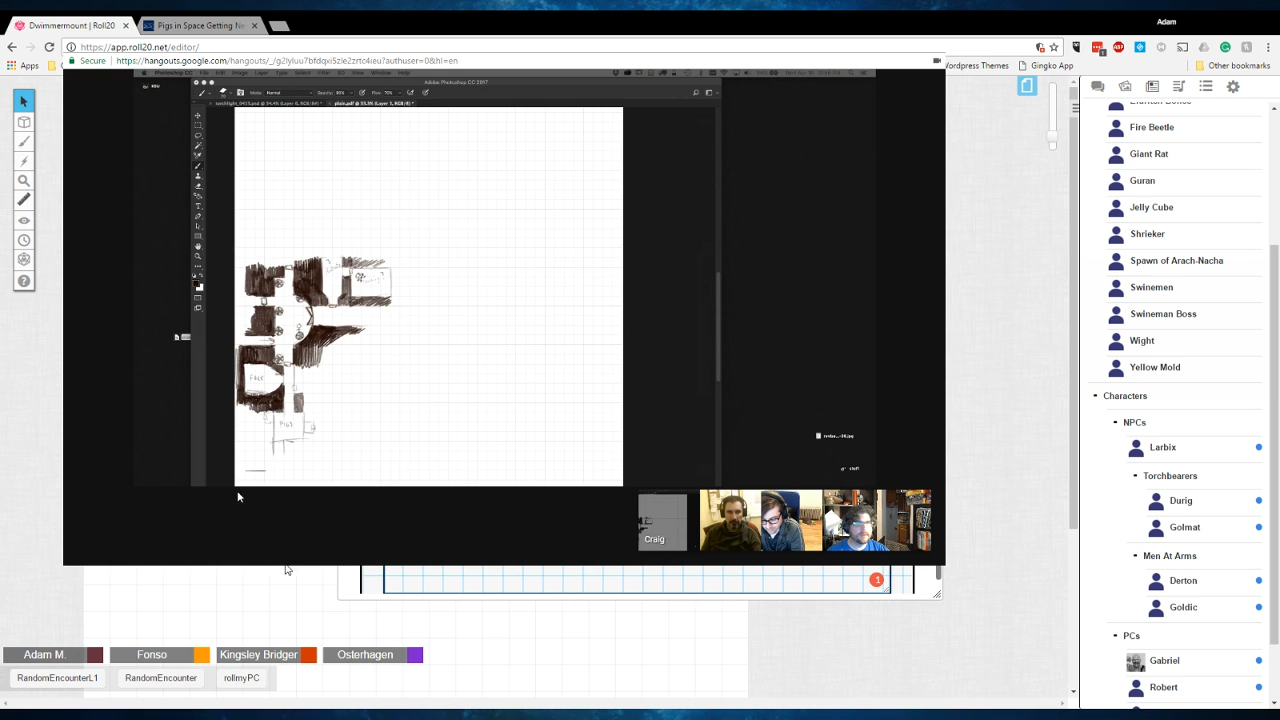 Adam
Dwimmermount | Roll20
Pigs in Space Getting Ne
https://app.roll20.net/editor/
Secure https://hangouts.google.com/hangouts/_/g2lyluu7bfdqxi5zle2zrtc4ieu?authuser=0&hl=en
Apps
Wordpress Themes
Gingko App
Other bookmarks
Adobe Photoshop CC 2017
Fire Beetle
Giant Rat
Guran
Jelly Cube
Shrieker
Spawn of Arach-Nacha
Swinemen
Swineman Boss
Wight
Yellow Mold
Characters
NPCs
Larbix
Torchbearers
Durig
Golmat
Men At Arms
Derton
Goldic
PCs
Gabriel
Robert
PIGS
Craig
1
Adam M.
Fonso
Kingsley Bridger
Osterhagen
RandomEncounterL1
RandomEncounter
rollmyPC